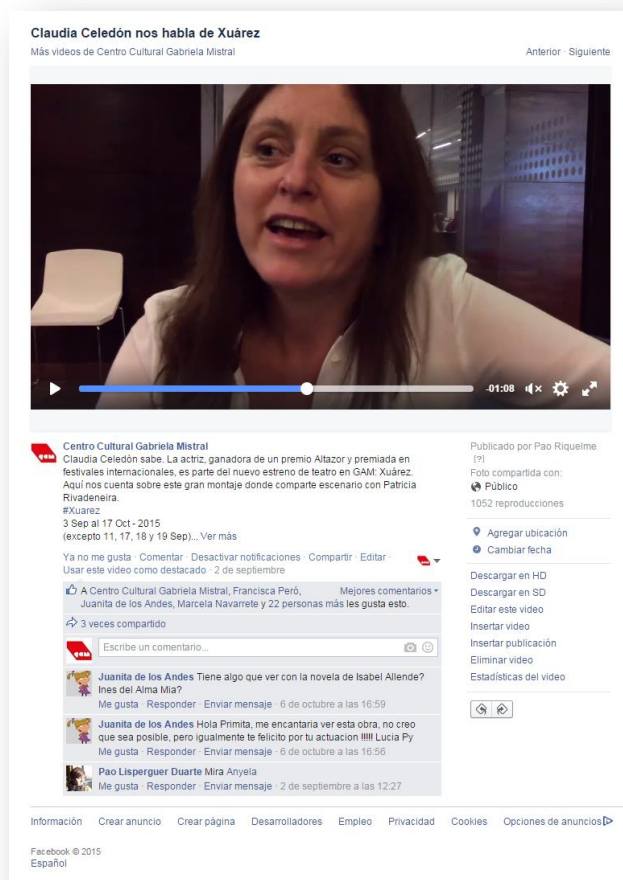 Claudia Celedón nos habla de Xuárez
Más videos de Centro Cultural Gabriela Mistral
Anterior · Siguiente
-01:08
Centro Cultural Gabriela Mistral
Claudia Celedón sabe. La actriz, ganadora de un premio Altazor y premiada en
festivales internacionales, es parte del nuevo estreno de teatro en GAM: Xuárez.
Aquí nos cuenta sobre este gran montaje donde comparte escenario con Patricia
Rivadeneira.
#Xuarez
3 Sep al 17 Oct - 2015
(excepto 11, 17, 18 y 19 Sep)... Ver más
Ya no me gusta · Comentar · Desactivar notificaciones · Compartir · Editar ·
Usar este video como destacado · 2 de septiembre
A Centro Cultural Gabriela Mistral, Francisca Peró,
Juanita de los Andes, Marcela Navarrete y 22 personas más les gusta esto.
Mejores comentarios
3 veces compartido
Escribe un comentario...
Juanita de los Andes Tiene algo que ver con la novela de Isabel Allende?
Ines del Alma Mia?
Me gusta · Responder · Enviar mensaje · 6 de octubre a las 16:59
Juanita de los Andes Hola Primita, me encantaria ver esta obra, no creo
que sea posible, pero igualmente te felicito por tu actuacion !!!!! Lucia Py
Me gusta · Responder · Enviar mensaje · 6 de octubre a las 16:56
Pao Lisperguer Duarte Mira Anyela
Me gusta · Responder · Enviar mensaje · 2 de septiembre a las 12:27
Publicado por Pao Riquelme
[?]
Foto compartida con:
Público
1052 reproducciones
Agregar ubicación
Cambiar fecha
Descargar en HD
Descargar en SD
Editar este video
Insertar video
Insertar publicación
Eliminar video
Estadísticas del video
Información Crear anuncio Crear página Desarrolladores Empleo Privacidad Cookies Opciones de anuncios
Facebook © 2015
Español